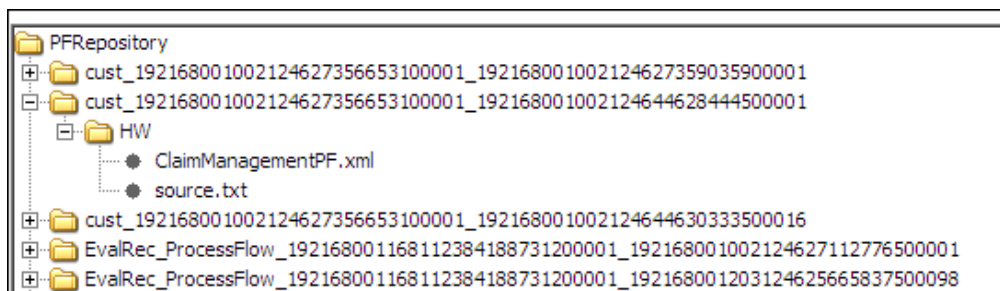 PFRepository
cust_192168001002124627356653100001_192168001002124627359035900001
cust_192168001002124627356653100001_192168001002124644628444500001
HW
ClaimManagementPF.xml
source.txt
cust_192168001002124627356653100001_192168001002124644630333500016
EvalRec_ProcessFlow_192168001168112384188731200001_192168001002124627112776500001
EvalRec_ProcessFlow_192168001168112384188731200001_192168001203124625665837500098